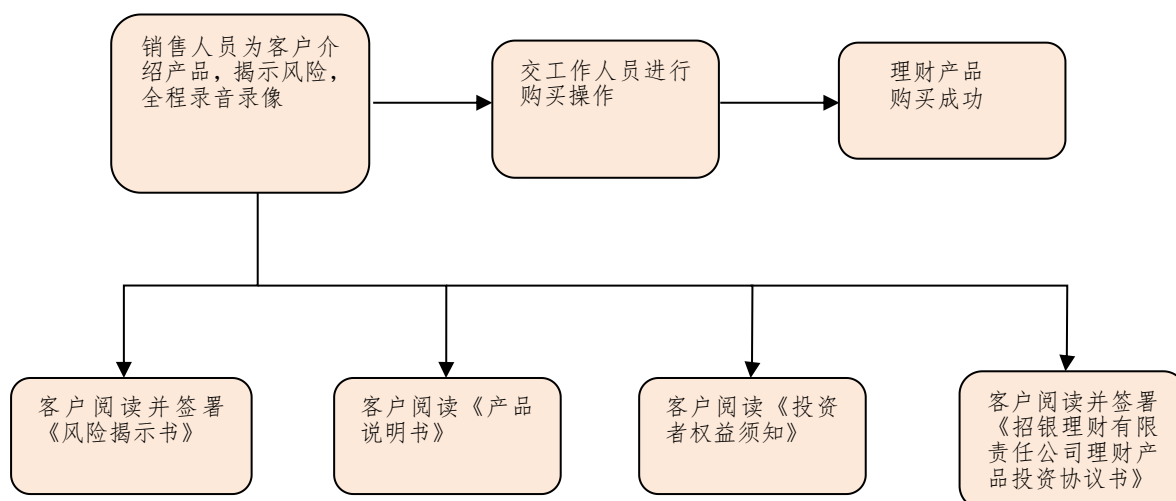 销售人员为客户介
绍产品，揭示风险，
全程录音录像
交工作人员进行
购买操作
理财产品
购买成功
客户阅读并签署
《风险揭示书》
客户阅读《产品
说明书》
客户阅读《投资
者权益须知》
客户阅读并签署
《招银理财有限
责任公司理财产
品投资协议书》